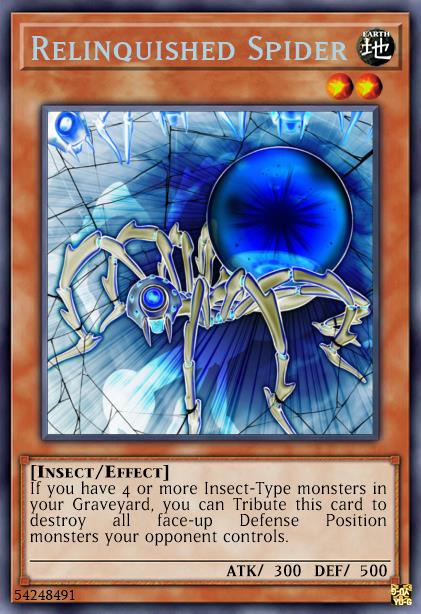 RELINQUISHED SPIDER
EARTH
地
[INSECT/EFFECT]
If you have 4 or more Insect-Type monsters in
your Graveyard, you can Tribute this card to
destroy all face-up Defense Position
monsters your opponent controls.
ATK/ 300 DEF/ 500
54248491